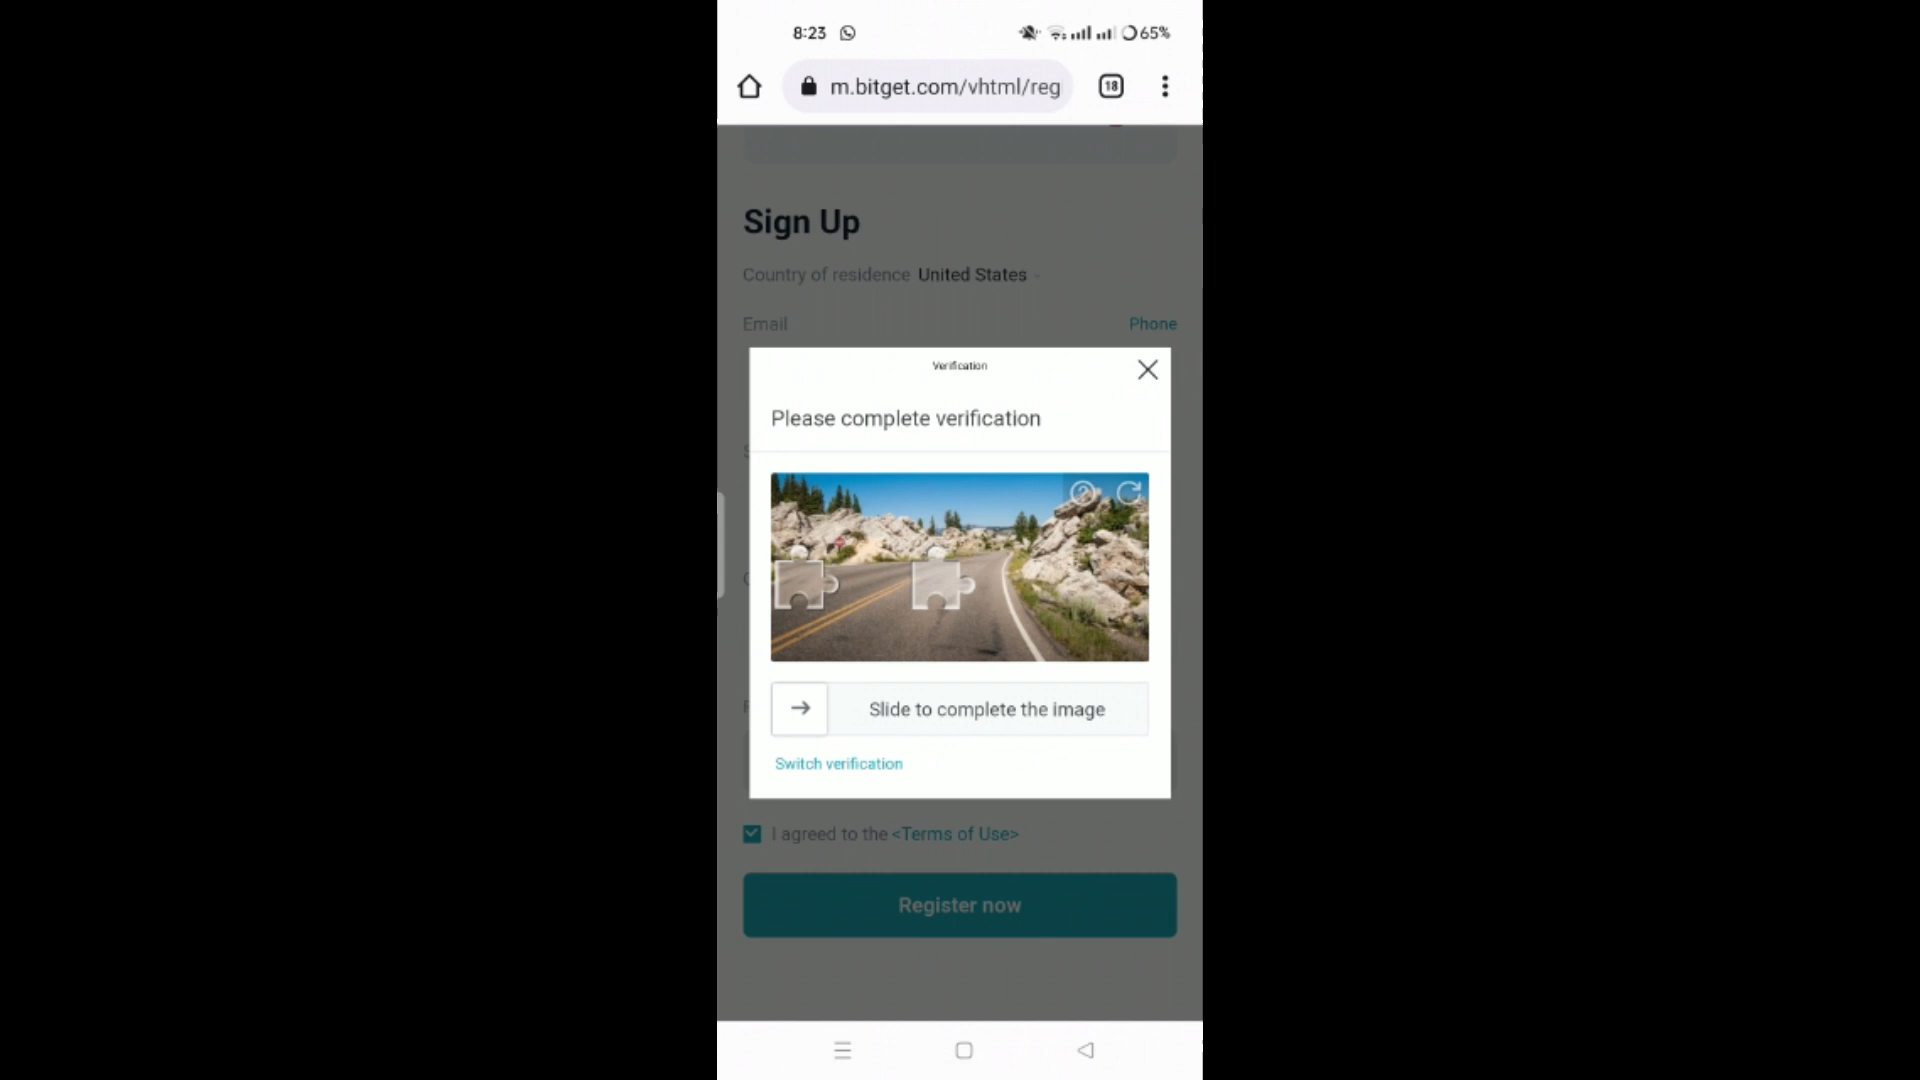 8:23 65%
m.bitget.com/vhtml/reg 18
Sign Up
Country of residence United States
Email Phone
Verification
Please complete verification
Slide to complete the image
Switch verification
I agreed to the <Terms of Use>
Register now